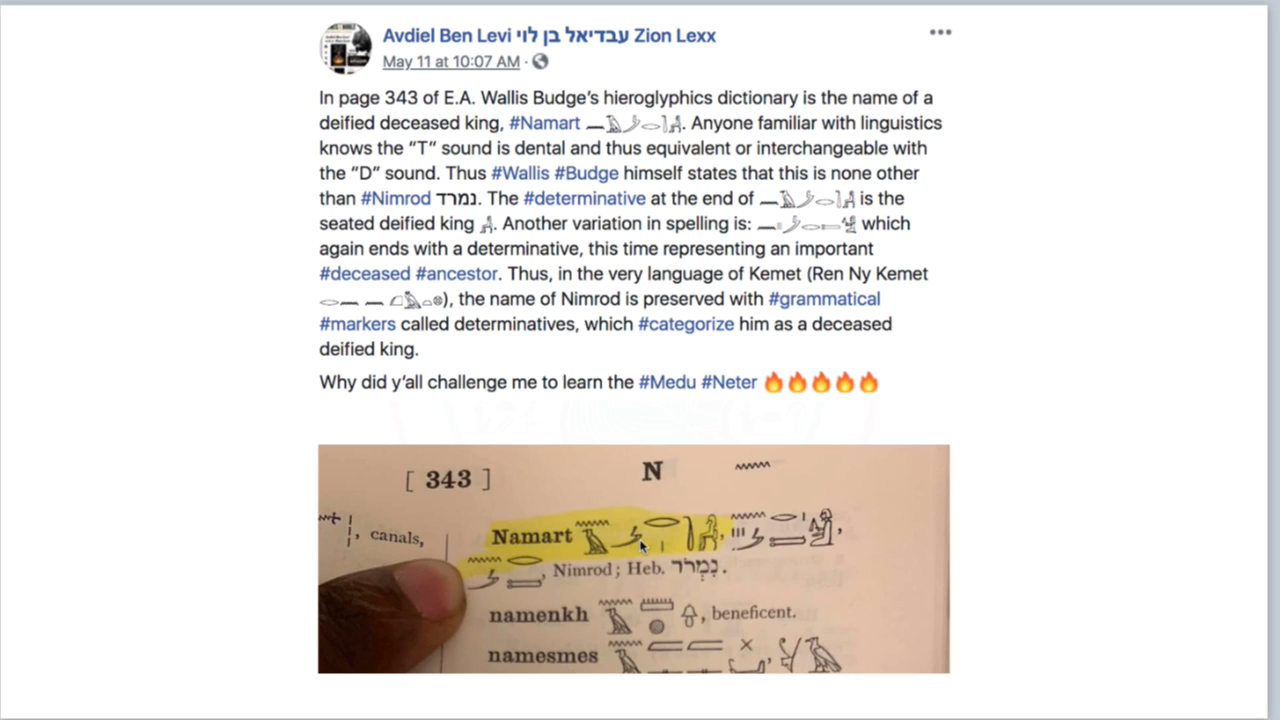 Avdiel Ben Levi עבדיאל בן לוי Zion Lexx
May 11 at 10:07 AM ·
In page 343 of E.A. Wallis Budge's hieroglyphics dictionary is the name of a
deified deceased king, #Namart. Anyone familiar with linguistics
knows the “T” sound is dental and thus equivalent or interchangeable with
the “D” sound. Thus #Wallis #Budge himself states that this is none other
than #Nimrod נמרד. The #determinative at the end of is the
seated deified king. Another variation in spelling is: which
again ends with a determinative, this time representing an important
#deceased #ancestor. Thus, in the very language of Kemet (Ren Ny Kemet
), the name of Nimrod is preserved with #grammatical
#markers called determinatives, which #categorize him as a deceased
deified king.
Why did y'all challenge me to learn the #Medu #Neter 🔥🔥🔥🔥🔥
[ 343 ] N
, canals,
Namart
, Nimrod; Heb. נִמְרֹד.
namenkh , beneficent.
namesmes